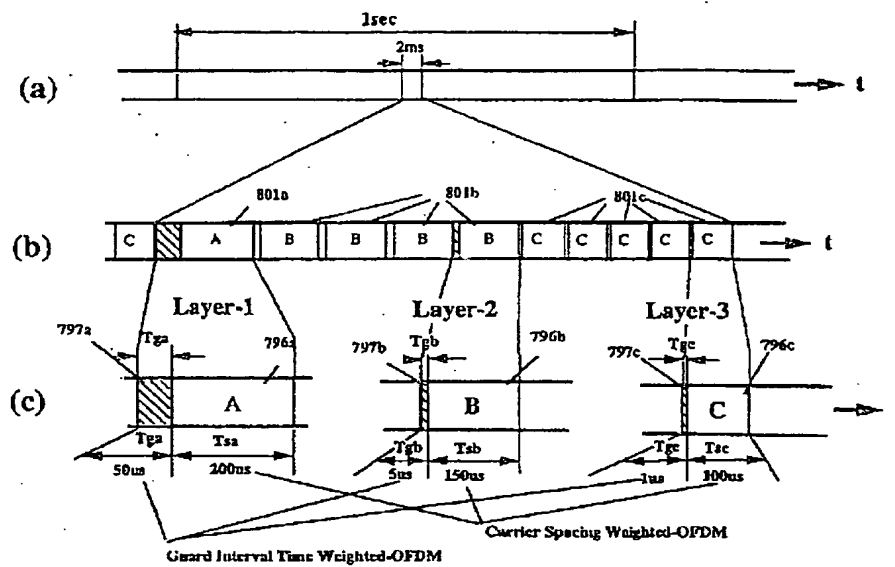 1sec
2ms
(a) t
801a 801b 801c
(b) C A B B B B C C C C C t
Layer-1 Layer-2 Layer-3
797a Tga 796a 797b Tgb 796b 797c Tgc 796c
(c) A B C
Tga Tsa Tgb Tsb Tgc Tsc
50us 200us 5us 150us 1us 100us
Carrier Spacing Weighted-OFDM
Guard Interval Time Weighted-OFDM